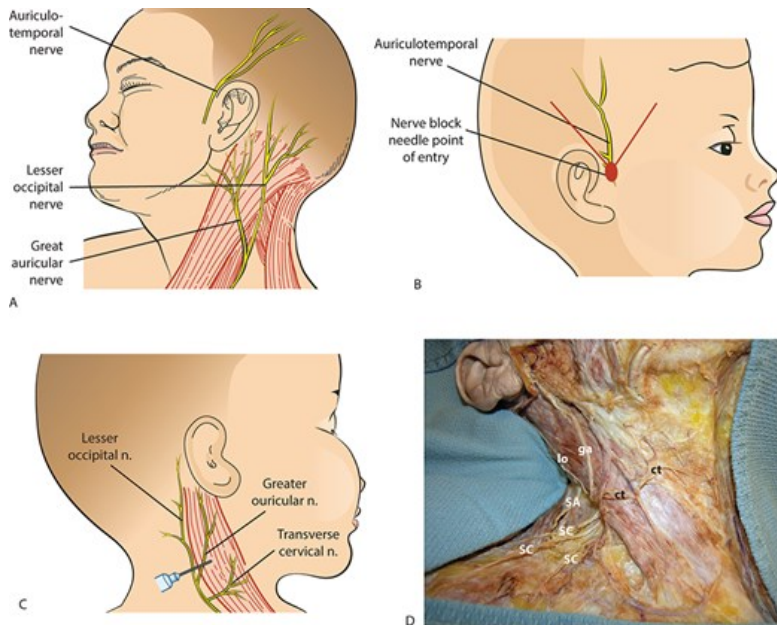 Auriculo-
temporal
nerve
Lesser
occipital
nerve
Great
auricular
nerve
A
Auriculotemporal
nerve
Nerve block
needle point
of entry
B
Lesser
occipital n.
Greater
ouricular n.
Transverse
cervical n.
C
lo
ga
ct
ct
SA
SC
SC
SC
D